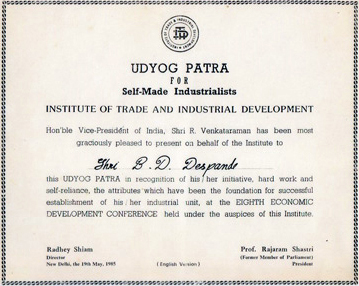 UDYOG PATRA
FOR
Self-Made Industrialists
INSTITUTE OF TRADE AND INDUSTRIAL DEVELOPMENT
Hon'ble Vice-President of India, Shri R. Venkataraman has been most
graciously pleased to present on behalf of the Institute to
Shri B. D. Despande
this UDYOG PATRA in recognition of his/her initiative, hard work and
self-reliance, the attributes which have been the foundation for successful
establishment of his/her industrial unit, at the EIGHTH ECONOMIC
DEVELOPMENT CONFERENCE held under the auspices of this Institute.
Radhey Shiam
Director
New Delhi, the 19th May, 1985
(English Version)
Prof. Rajaram Shastri
(Former Member of Parliament)
President